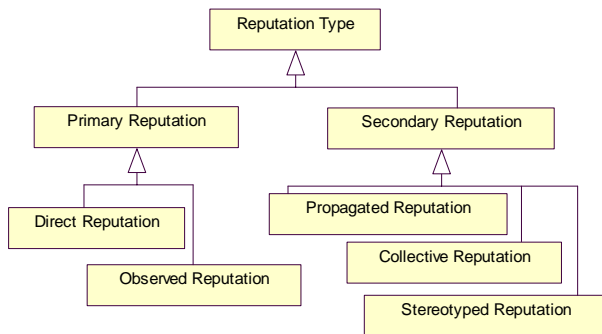 Reputation Type
Primary Reputation
Secondary Reputation
Direct Reputation
Propagated Reputation
Observed Reputation
Collective Reputation
Stereotyped Reputation